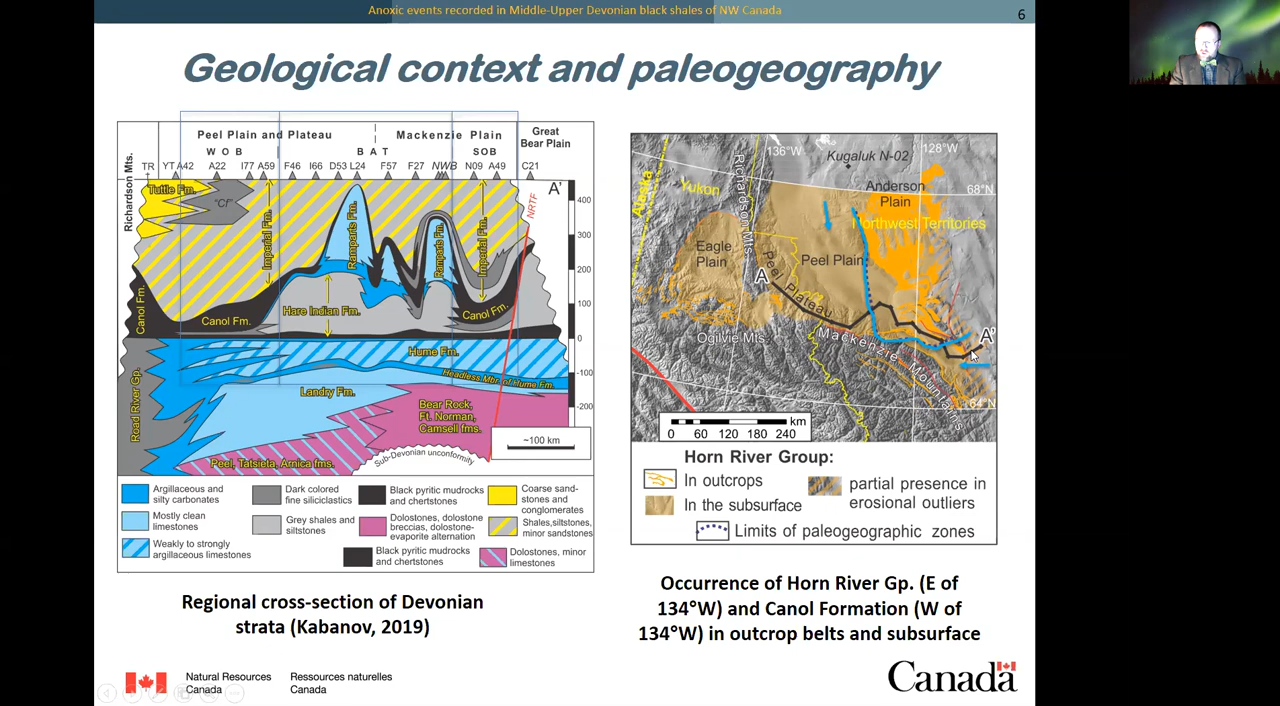 Anoxic events recorded in Middle-Upper Devonian black shales of NW Canada
6
Geological context and paleogeography
Peel Plain and Plateau
Mackenzie Plain
Great
Bear Plain
W O B
B A T
SOB
Richardson Mts.
TR
YT
A42
A22
I77
A59
F46
I66
D53
L24
F57
F27
NWB
N09
A49
C21
A'
NRTF
Tuttle Fm.
"Cf"
Imperial Fm.
Ramparts Fm.
Ramparts Fm.
Imperial Fm.
Canol Fm.
Canol Fm.
Hare Indian Fm.
Canol Fm.
Hume Fm.
Headless Mbr. of Hume Fm.
Road River Gp.
Landry Fm.
Bear Rock,
Ft. Norman,
Camsell fms.
Peel, Tatsieta, Arnica fms.
Sub-Devonian unconformity
400
300
200
100
0
-100
-200
~100 km
Argillaceous and
silty carbonates
Mostly clean
limestones
Weakly to strongly
argillaceous limestones
Dark colored
fine siliciclastics
Grey shales and
siltstones
Black pyritic mudrocks
and chertstones
Dolostones, dolostone
breccias, dolostone-
evaporite alternation
Black pyritic mudrocks
and chertstones
Coarse sand-
stones and
conglomerates
Shales,siltstones,
minor sandstones
Dolostones, minor
limestones
Regional cross-section of Devonian
strata (Kabanov, 2019)
136°W
128°W
Kugaluk N-02
68°N
Alaska
Yukon
Richardson Mts.
Anderson
Plain
Northwest Territories
Eagle
Plain
Peel Plain
A
Peel Plateau
A'
Ogilvie Mts.
Mackenzie Mountains
64°N
km
0 60 120 180 240
Horn River Group:
In outcrops
In the subsurface
partial presence in
erosional outliers
Limits of paleogeographic zones
Occurrence of Horn River Gp. (E of
134°W) and Canol Formation (W of
134°W) in outcrop belts and subsurface
Natural Resources
Canada
Ressources naturelles
Canada
Canada